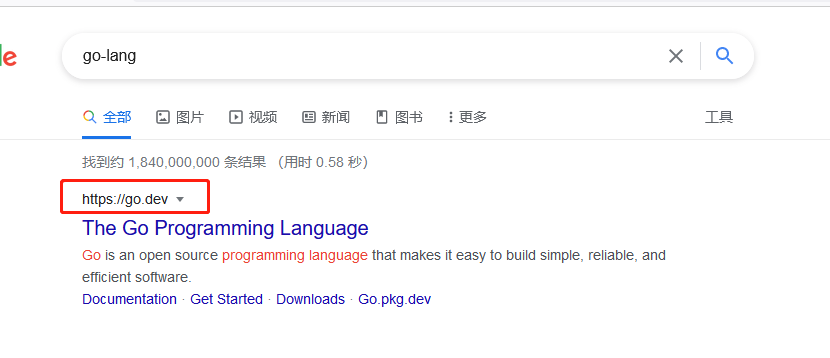 le
go-lang
全部 图片 视频 新闻 图书 更多 工具
找到约 1,840,000,000 条结果 （用时 0.58 秒）
https://go.dev
The Go Programming Language
Go is an open source programming language that makes it easy to build simple, reliable, and
efficient software.
Documentation · Get Started · Downloads · Go.pkg.dev